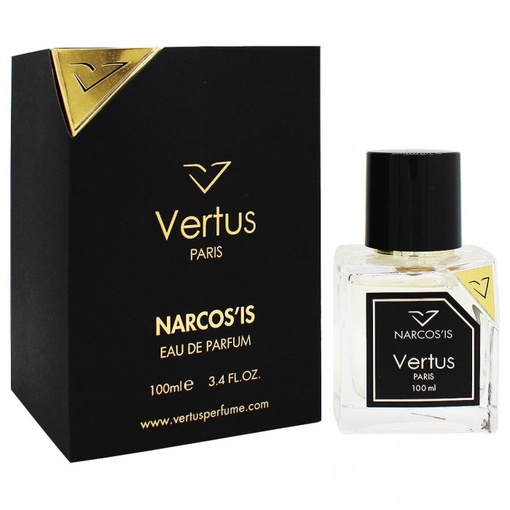 Vertus
PARIS
NARCOS'IS
EAU DE PARFUM
100ml e 3.4 FL.OZ.
www.vertusperfume.com
NARCOS'IS
Vertus
PARIS
100 ml